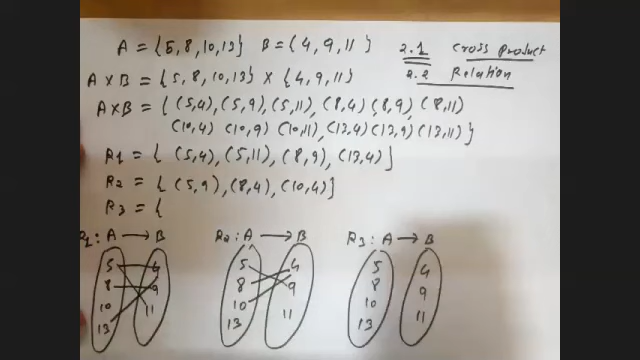 A = {5,8,10,13} B = {4,9,11}
2.1 Cross Product
2.2 Relation
A × B = {5,8,10,13} × {4,9,11}
A×B = { (5,4), (5,9), (5,11), (8,4) (8,9), (8,11)
(10,4) (10,9) (10,11), (13,4) (13,9) (13,11) }
R1 = { (5,4), (5,11), (8,9), (13,4) }
R2 = { (5,9), (8,4), (10,4) }
R3 = {
R1 : A → B
5 4
8 9
10 11
13
R2 : A → B
5 4
8 9
10 11
13
R3 : A → B
5 4
8 9
10 11
13